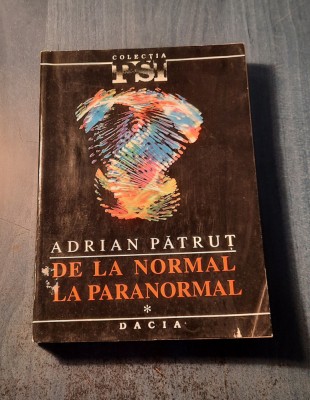 COLECȚIA
PSI
ADRIAN PĂTRUȚ
DE LA NORMAL
LA PARANORMAL
*
DACIA